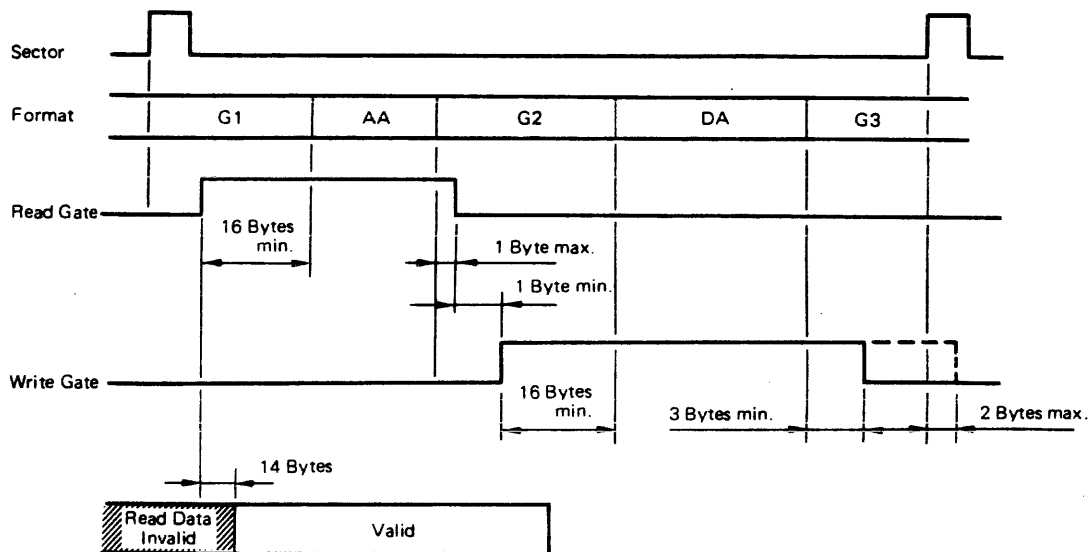 Sector
Format
G1
AA
G2
DA
G3
Read Gate
16 Bytes
min.
1 Byte max.
1 Byte min.
Write Gate
16 Bytes
min.
3 Bytes min.
2 Bytes max.
14 Bytes
Read Data
Invalid
Valid